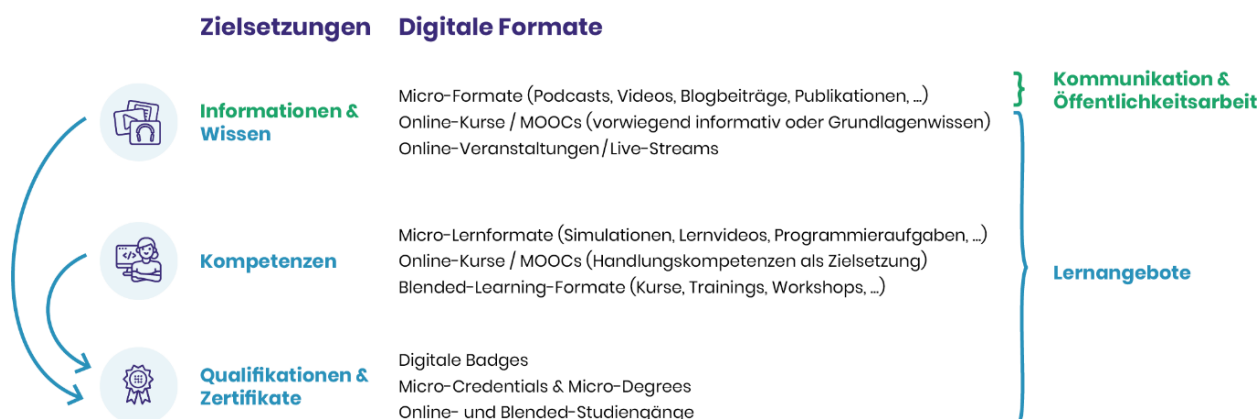 Zielsetzungen Digitale Formate
Informationen &
Wissen
Micro-Formate (Podcasts, Videos, Blogbeiträge, Publikationen, ...)
Online-Kurse / MOOCs (vorwiegend informativ oder Grundlagenwissen)
Online-Veranstaltungen/Live-Streams
Kommunikation &
Öffentlichkeitsarbeit
Kompetenzen
Micro-Lernformate (Simulationen, Lernvideos, Programmieraufgaben, ...)
Online-Kurse / MOOCs (Handlungskompetenzen als Zielsetzung)
Blended-Learning-Formate (Kurse, Trainings, Workshops, ...)
Lernangebote
Qualifikationen &
Zertifikate
Digitale Badges
Micro-Credentials & Micro-Degrees
Online- und Blended-Studiengänge